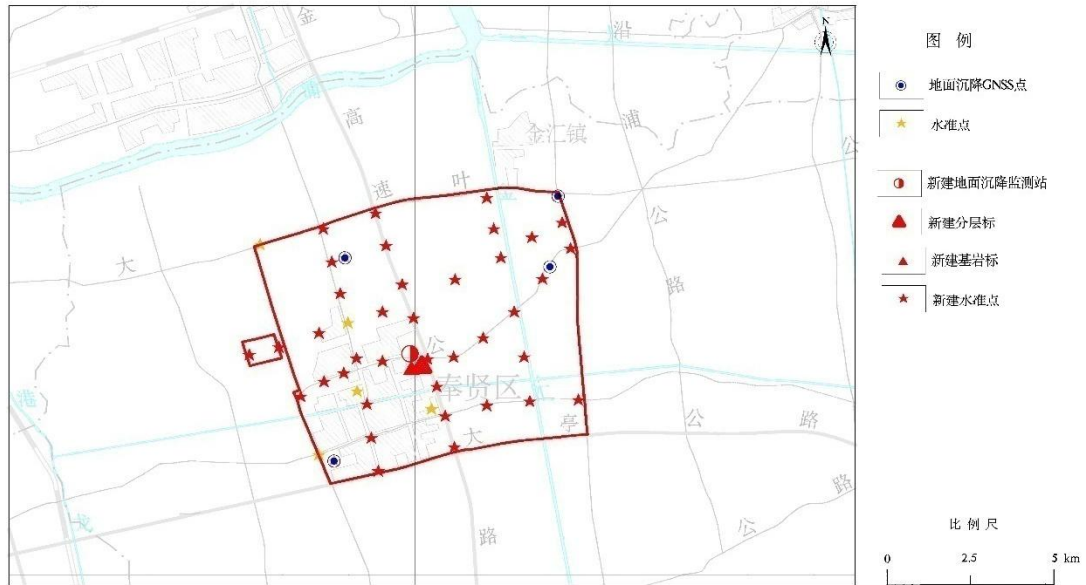 N
沿
金
浦
高
浦
金汇镇
公
速
叶
公
大
路
公
奉贤区
港
大
亭
公
路
路
公
路
图 例
地面沉降GNSS点
水准点
新建地面沉降监测站
新建分层标
新建基岩标
新建水准点
比 例 尺
0 2.5 5 km